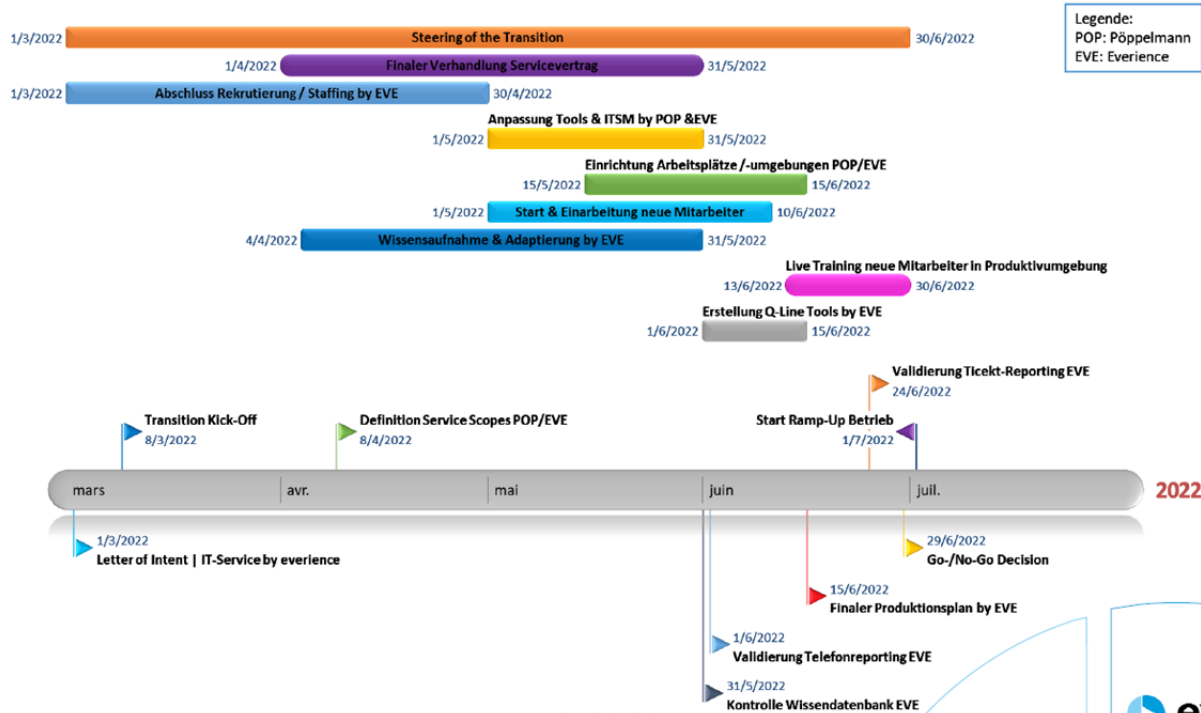 Legende:
POP: Pöppelmann
EVE: Everience
1/3/2022 Steering of the Transition 30/6/2022
1/4/2022 Finaler Verhandlung Servicevertrag 31/5/2022
1/3/2022 Abschluss Rekrutierung / Staffing by EVE 30/4/2022
Anpassung Tools & ITSM by POP &EVE
1/5/2022 31/5/2022
Einrichtung Arbeitsplätze /-umgebungen POP/EVE
15/5/2022 15/6/2022
1/5/2022 Start & Einarbeitung neue Mitarbeiter 10/6/2022
4/4/2022 Wissensaufnahme & Adaptierung by EVE 31/5/2022
Live Training neue Mitarbeiter in Produktivumgebung
13/6/2022 30/6/2022
Erstellung Q-Line Tools by EVE
1/6/2022 15/6/2022
Validierung Ticekt-Reporting EVE
24/6/2022
Transition Kick-Off
8/3/2022
Definition Service Scopes POP/EVE
8/4/2022
Start Ramp-Up Betrieb
1/7/2022
mars avr. mai juin juil. 2022
1/3/2022
Letter of Intent | IT-Service by everience
29/6/2022
Go-/No-Go Decision
15/6/2022
Finaler Produktionsplan by EVE
1/6/2022
Validierung Telefonreporting EVE
31/5/2022
Kontrolle Wissendatenbank EVE